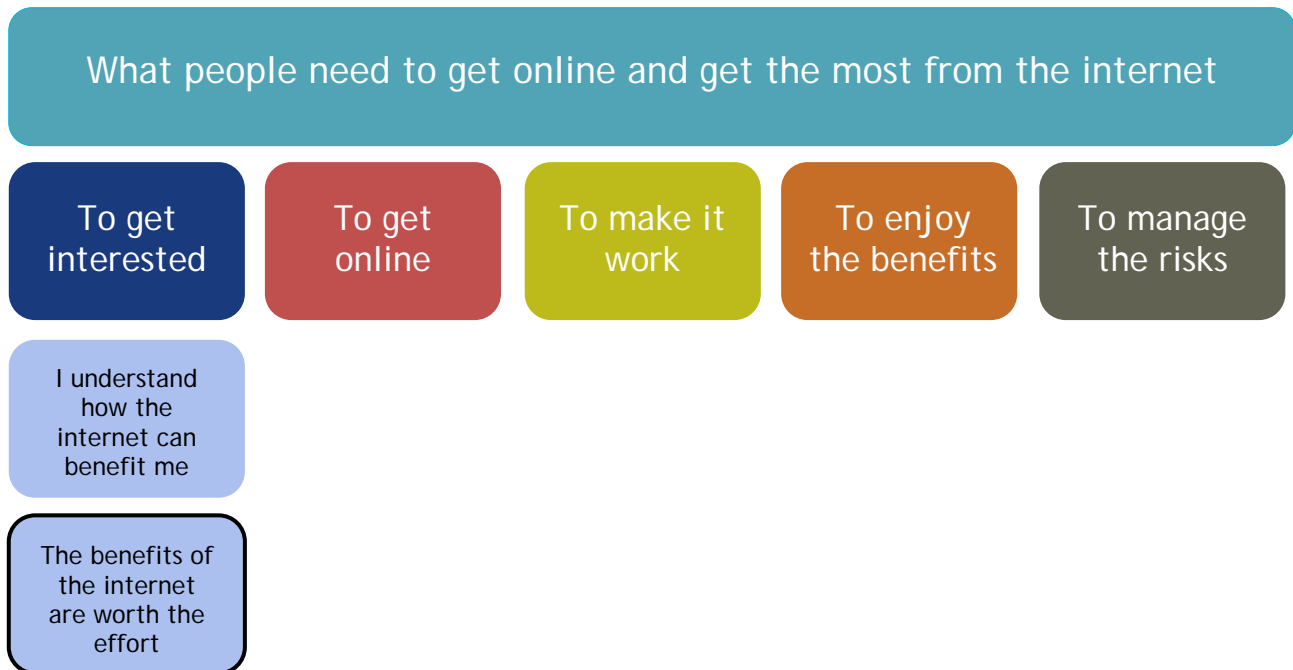 What people need to get online and get the most from the internet
To get
interested
To get
online
To make it
work
To enjoy
the benefits
To manage
the risks
I understand
how the
internet can
benefit me
The benefits of
the internet
are worth the
effort